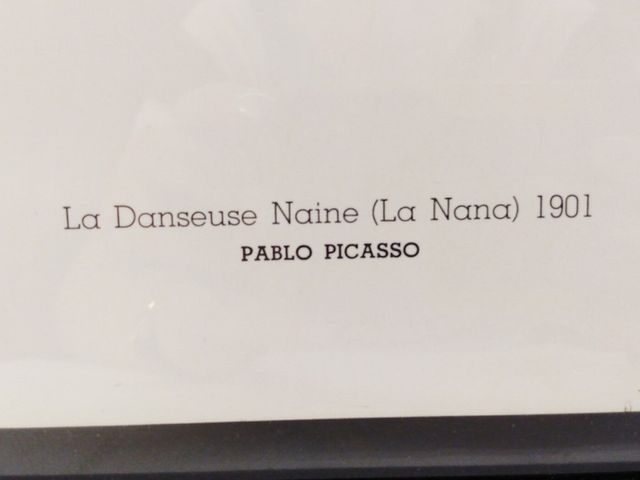 La Danseuse Naine (La Nana) 1901
PABLO PICASSO